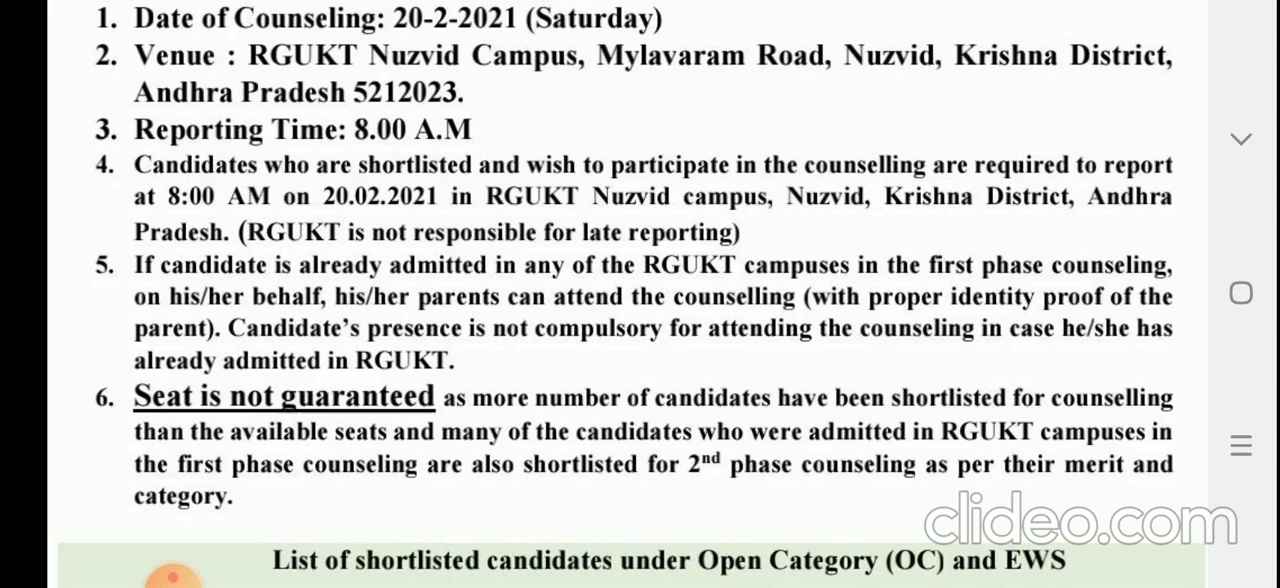 1. Date of Counseling: 20-2-2021 (Saturday)
2. Venue : RGUKT Nuzvid Campus, Mylavaram Road, Nuzvid, Krishna District,
Andhra Pradesh 5212023.
3. Reporting Time: 8.00 A.M
4. Candidates who are shortlisted and wish to participate in the counselling are required to report
at 8:00 AM on 20.02.2021 in RGUKT Nuzvid campus, Nuzvid, Krishna District, Andhra
Pradesh. (RGUKT is not responsible for late reporting)
5. If candidate is already admitted in any of the RGUKT campuses in the first phase counseling,
on his/her behalf, his/her parents can attend the counselling (with proper identity proof of the
parent). Candidate’s presence is not compulsory for attending the counseling in case he/she has
already admitted in RGUKT.
6. Seat is not guaranteed as more number of candidates have been shortlisted for counselling
than the available seats and many of the candidates who were admitted in RGUKT campuses in
the first phase counseling are also shortlisted for 2nd phase counseling as per their merit and
category.
clideo.com
List of shortlisted candidates under Open Category (OC) and EWS